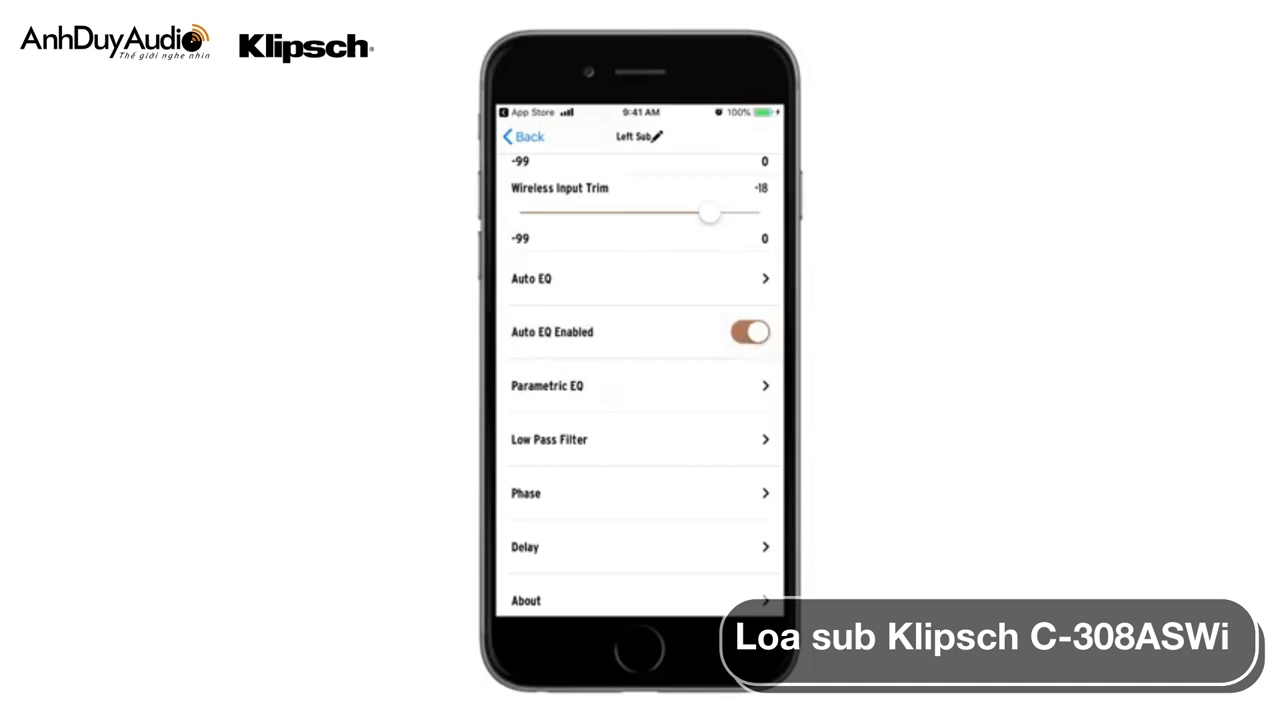 AnhDuyAudio
Thế giới nghe nhìn
Klipsch
App Store 9:41 AM 100%
Back Left Sub
-99 0
Wireless Input Trim -18
-99 0
Auto EQ
Auto EQ Enabled
Parametric EQ
Low Pass Filter
Phase
Delay
About
Loa sub Klipsch C-308ASWi